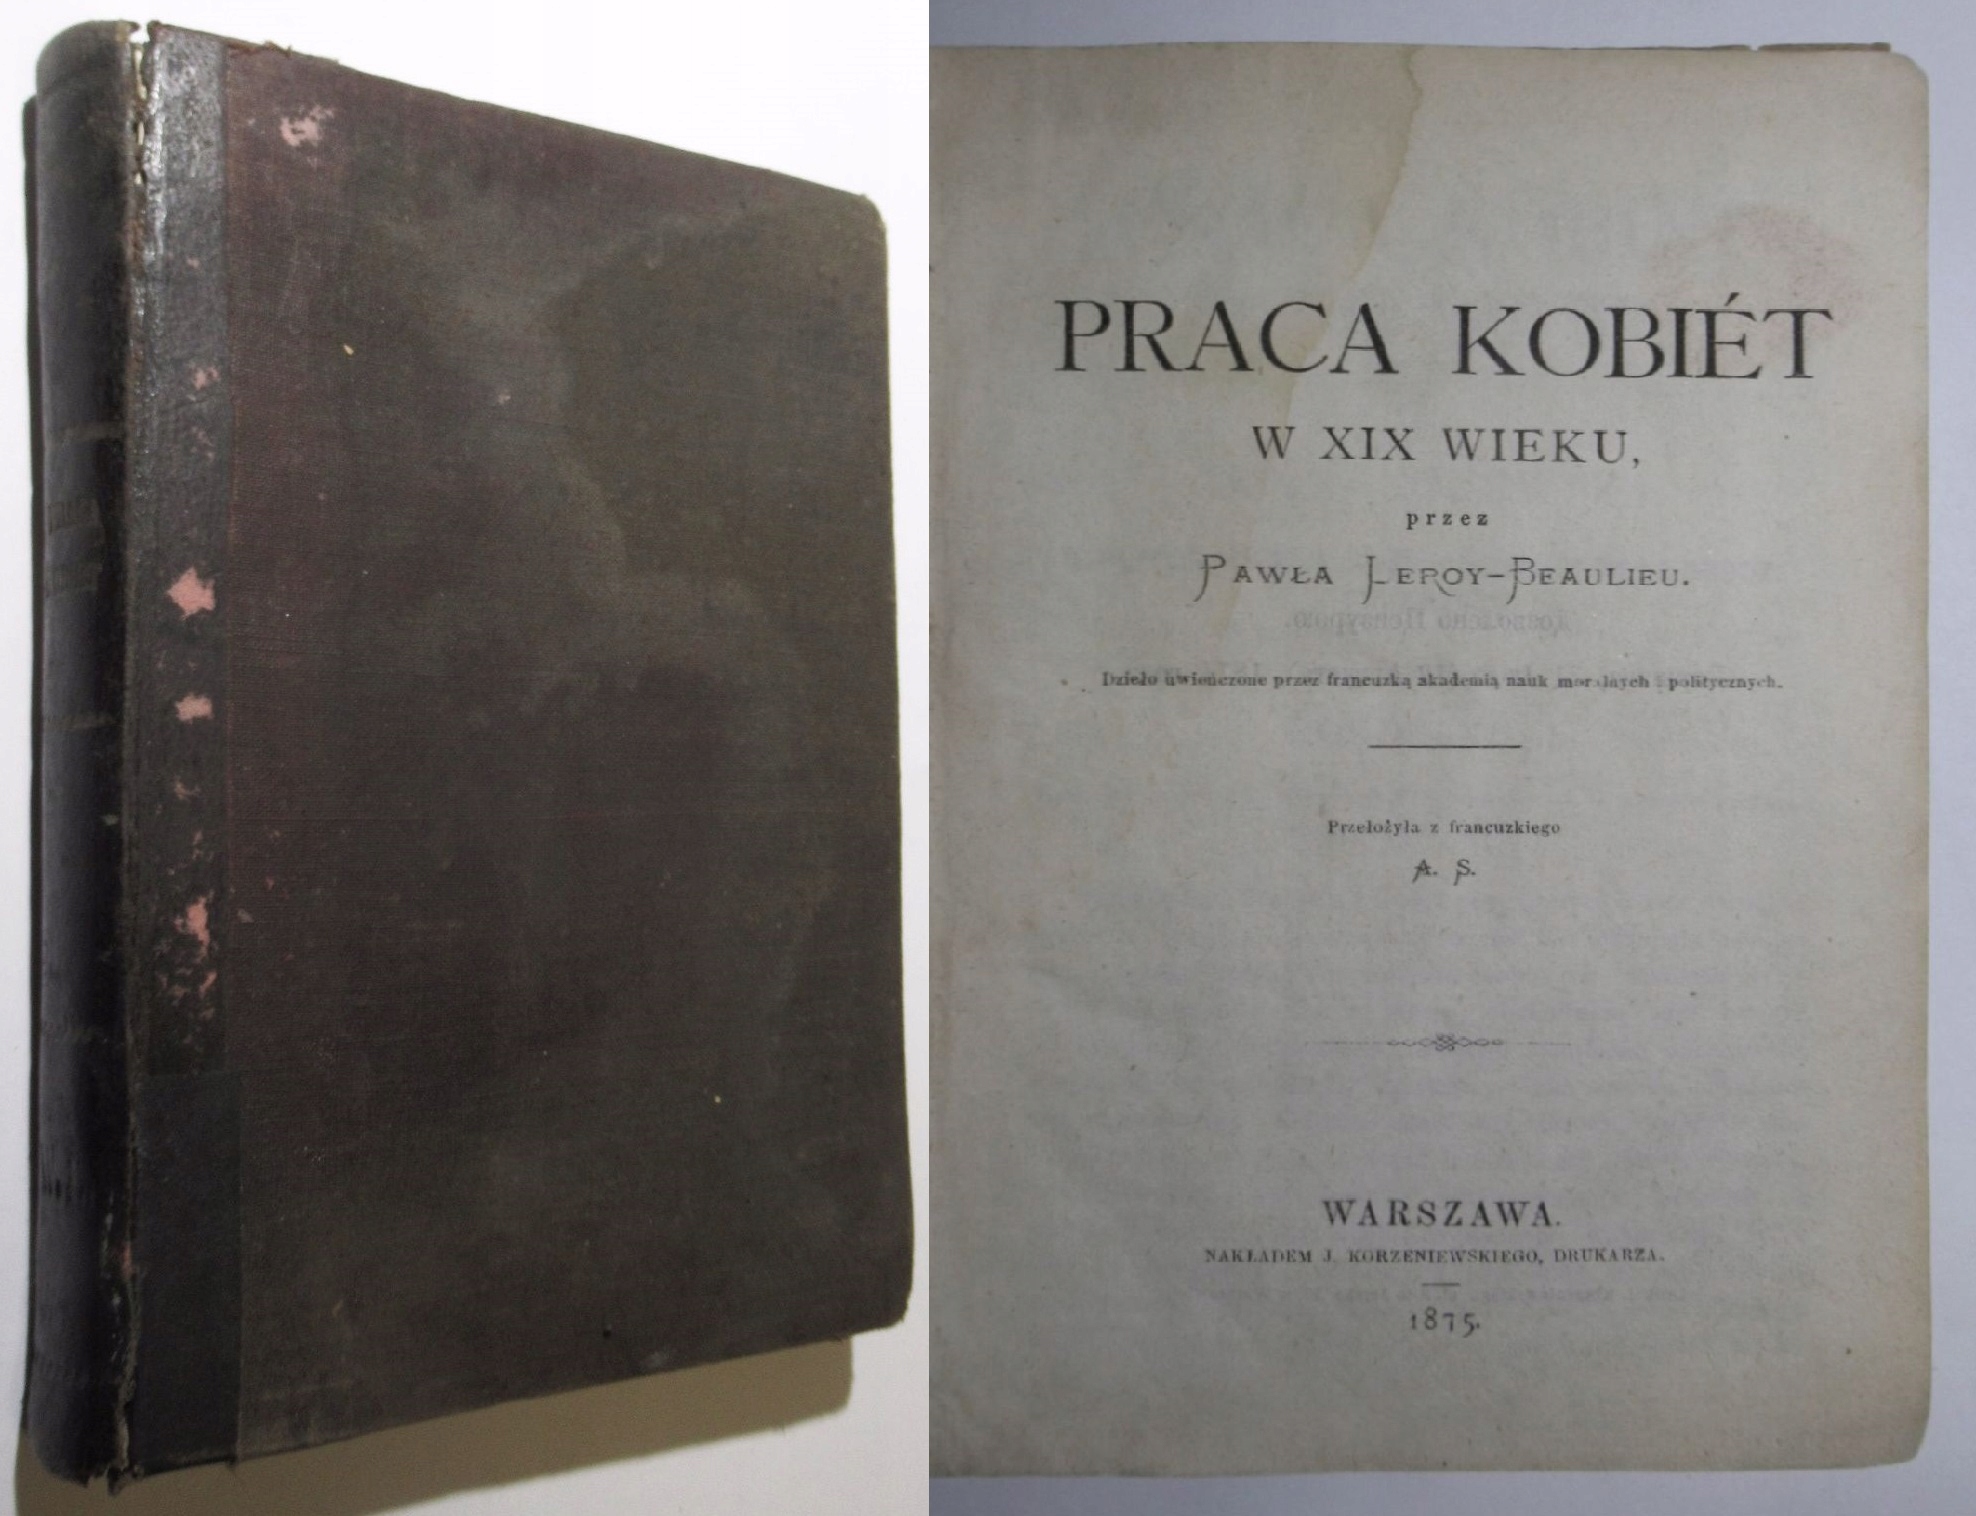 PRACA KOBIÉT
W XIX WIEKU,
przez
PAWŁA LEROY-BEAULIEU.
Dzieło uwieńczone przez francuzką akademią nauk moralnych i politycznych.
Przełożyła z francuzkiego
A. S.
WARSZAWA.
NAKŁADEM J. KORZENIEWSKIEGO, DRUKARZA.
1875.